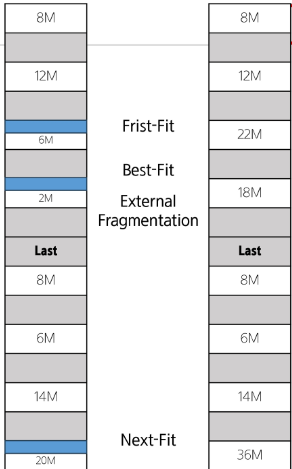 8M
12M
6M
2M
Last
8M
6M
14M
20M
Frist-Fit
Best-Fit
External
Fragmentation
Next-Fit
8M
12M
22M
18M
Last
8M
6M
14M
36M